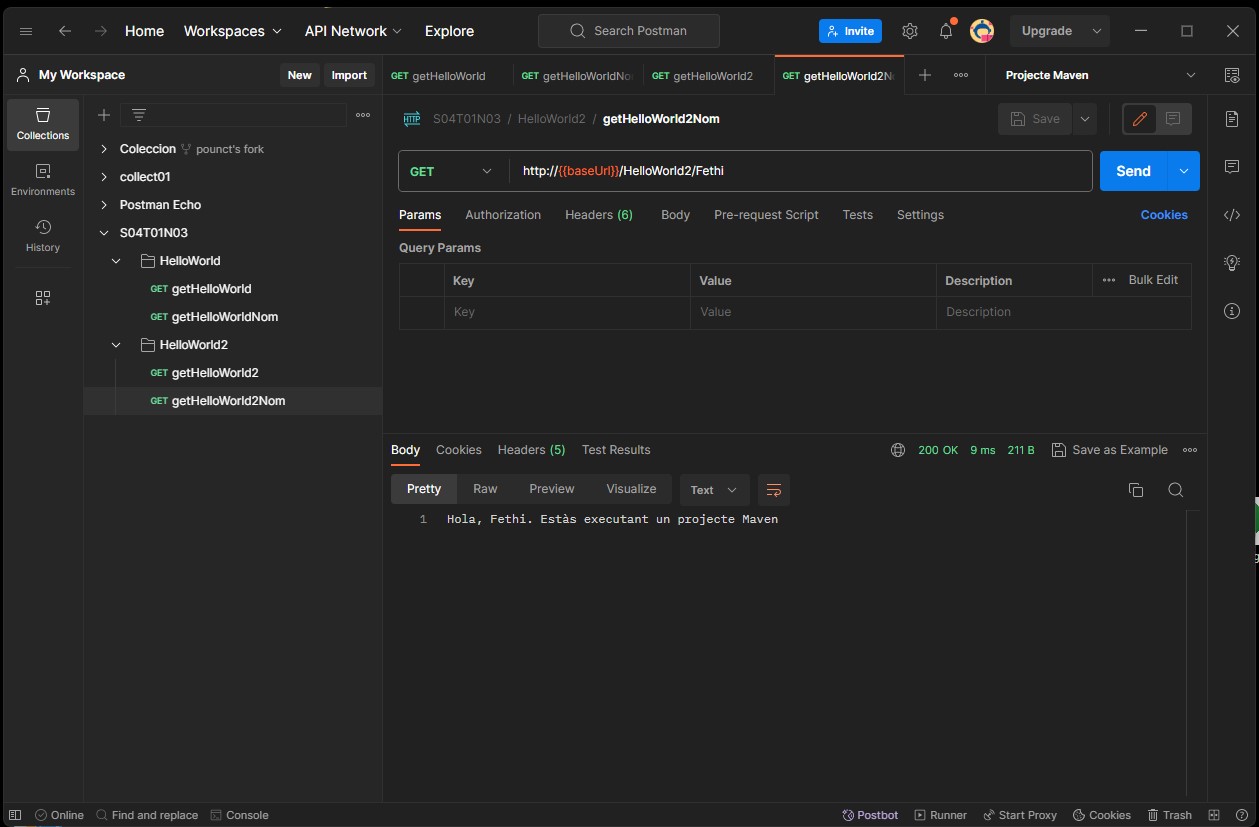 Home Workspaces API Network Explore Search Postman Invite Upgrade
My Workspace New Import
GET getHelloWorld GET getHelloWorldNo GET getHelloWorld2 GET getHelloWorld2N Projecte Maven
Collections
Environments
History
Coleccion pounct's fork
collect01
Postman Echo
S04T01N03
HelloWorld
GET getHelloWorld
GET getHelloWorldNom
HelloWorld2
GET getHelloWorld2
GET getHelloWorld2Nom
HTTP S04T01N03 / HelloWorld2 / getHelloWorld2Nom Save
GET http://{{baseUrl}}/HelloWorld2/Fethi Send
Params Authorization Headers (6) Body Pre-request Script Tests Settings Cookies
Query Params
Key Value Description ••• Bulk Edit
Key Value Description
Body Cookies Headers (5) Test Results 200 OK 9 ms 211 B Save as Example
Pretty Raw Preview Visualize Text
1 Hola, Fethi. Estàs executant un projecte Maven
Online Find and replace Console Postbot Runner Start Proxy Cookies Trash